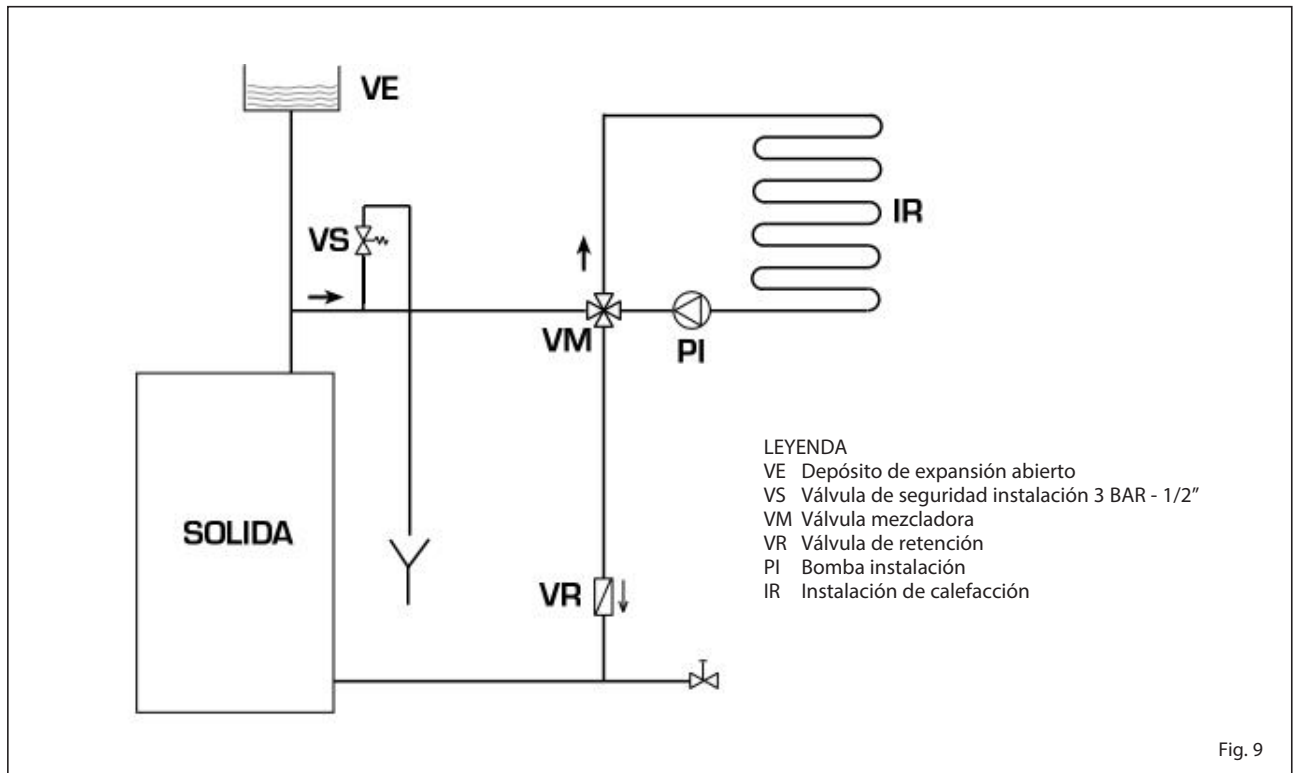 VE
VS
IR
VM
PI
SOLIDA
VR
LEYENDA
VE Depósito de expansión abierto
VS Válvula de seguridad instalación 3 BAR - 1/2”
VM Válvula mezcladora
VR Válvula de retención
PI Bomba instalación
IR Instalación de calefacción
Fig. 9